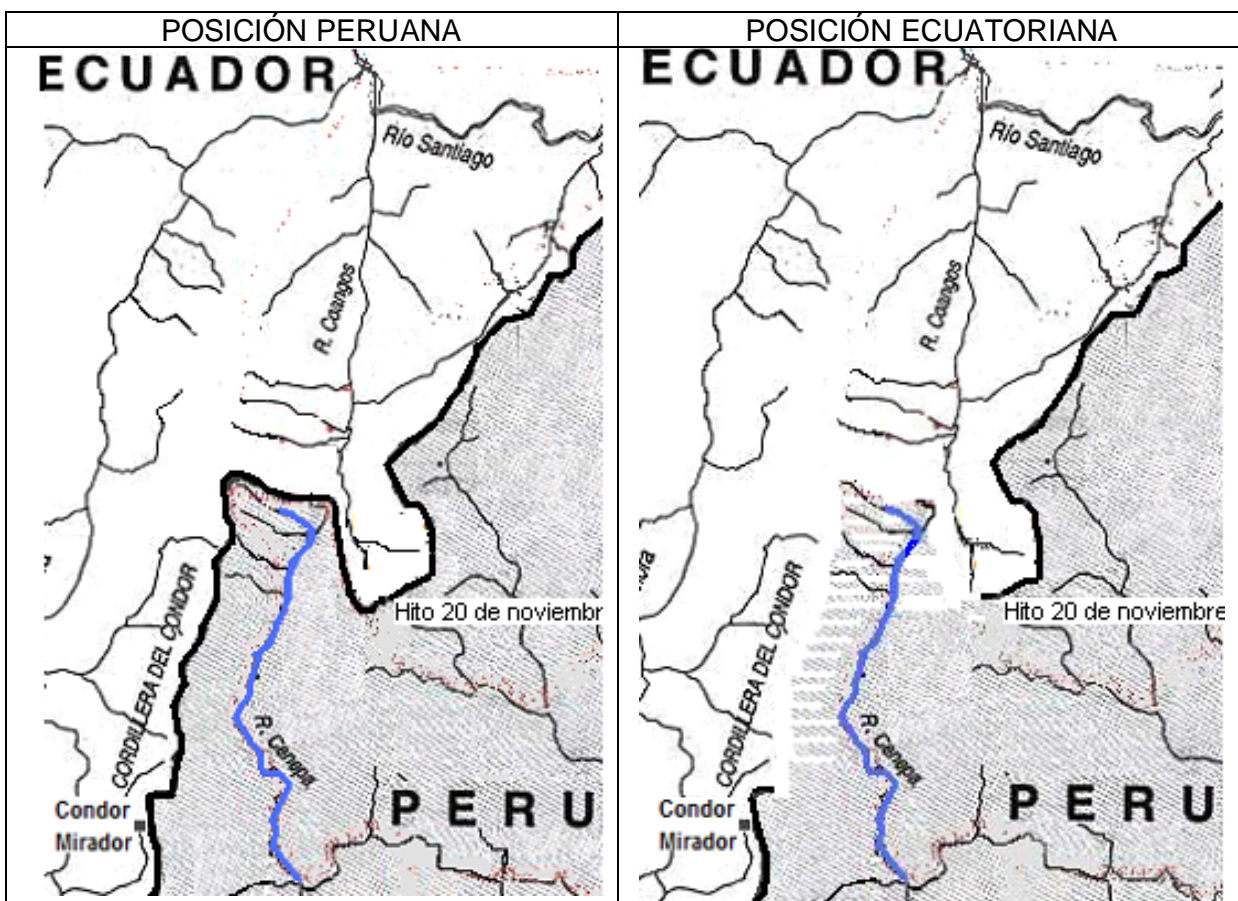 POSICIÓN PERUANA
ECUADOR
Río Santiago
R. Coangos
CORDILLERA DEL CONDOR
Hito 20 de noviembr
R. Cenepa
PERU
Condor
Mirador
POSICIÓN ECUATORIANA
ECUADOR
Río Santiago
R. Coangos
CORDILLERA DEL CONDOR
Hito 20 de noviembre
R. Cenepa
PERU
Condor
Mirador